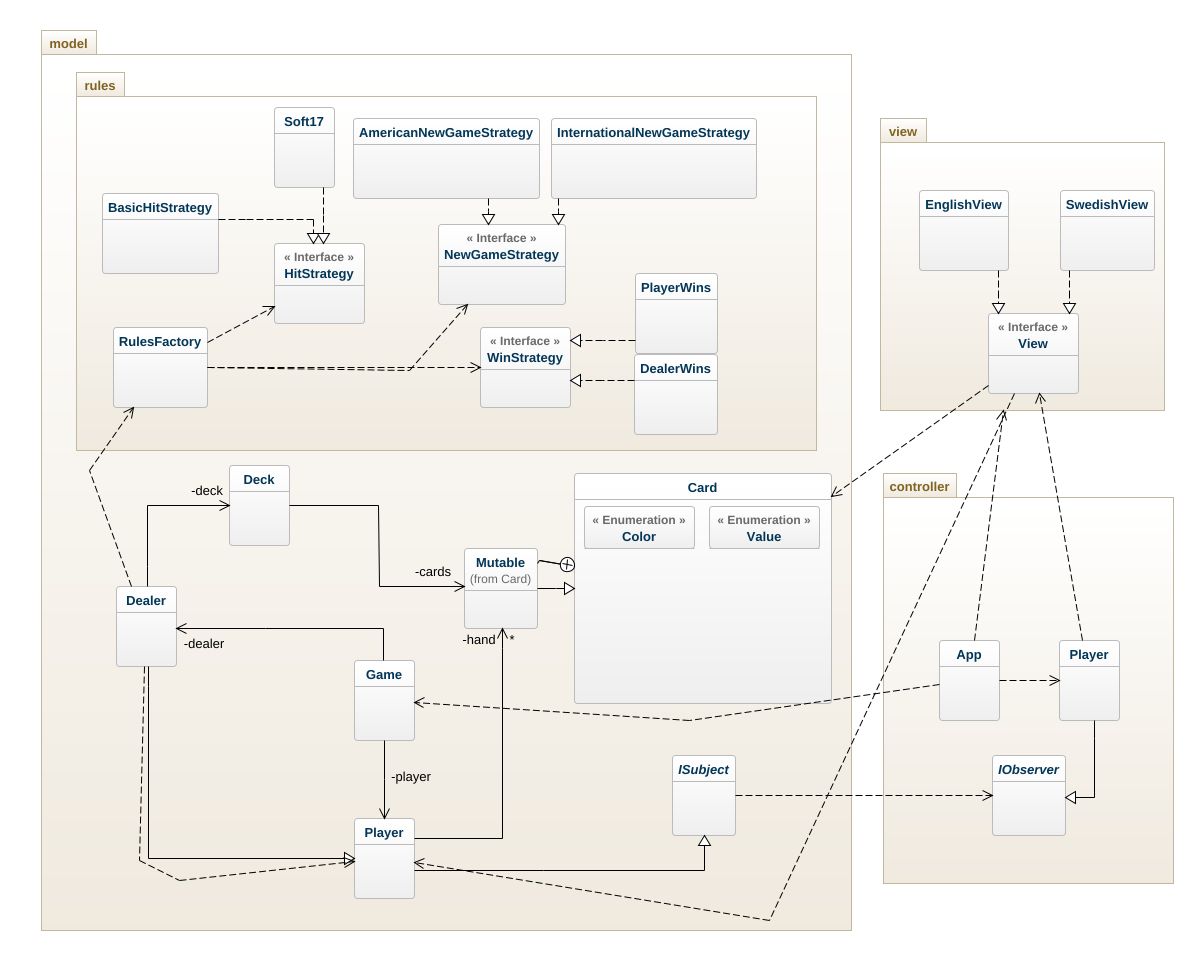 model
rules
Soft17
AmericanNewGameStrategy
InternationalNewGameStrategy
BasicHitStrategy
« Interface »
HitStrategy
« Interface »
NewGameStrategy
PlayerWins
RulesFactory
« Interface »
WinStrategy
DealerWins
view
EnglishView
SwedishView
« Interface »
View
Deck
-deck
Card
« Enumeration »
Color
« Enumeration »
Value
Mutable
(from Card)
-cards
Dealer
-dealer
-hand
*
Game
-player
ISubject
Player
controller
App
Player
IObserver